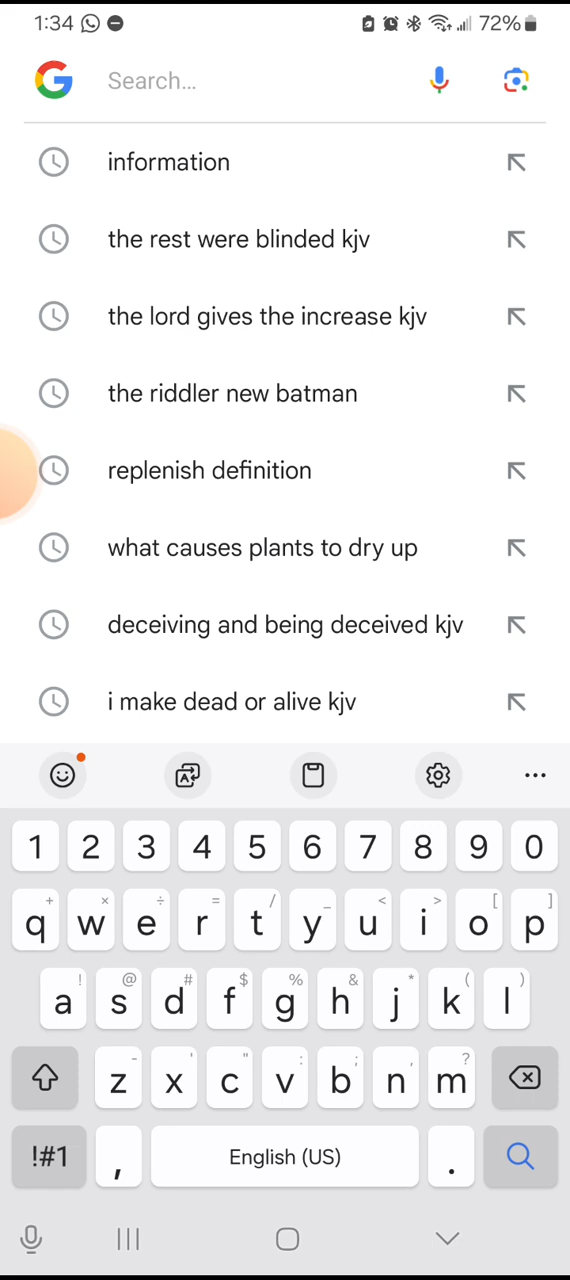 1:34 72%
Search...
information
the rest were blinded kjv
the lord gives the increase kjv
the riddler new batman
replenish definition
what causes plants to dry up
deceiving and being deceived kjv
i make dead or alive kjv
1 2 3 4 5 6 7 8 9 0
+ × ÷ = / _ < > [ ]
q w e r t y u i o p
! @ # $ % & * ( )
a s d f g h j k l
- ' " : ; , ?
z x c v b n m
!#1 , English (US) .